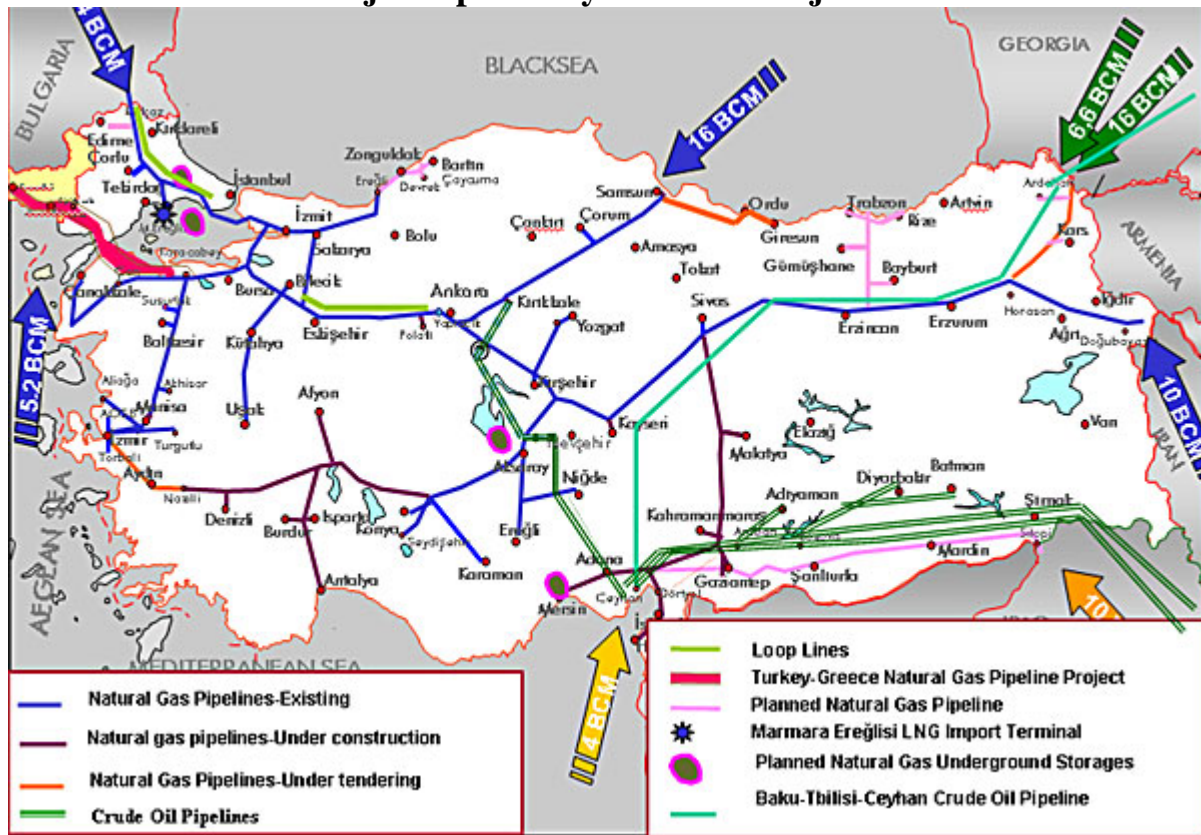 4 BCM
BLACKSEA
GEORGIA
BULGARIA
16 BCM
6,6 BCM
16 BCM
Kırklareli
Edirne
Corlu
Tekirdağ
İstanbul
Zonguldak
Bartın
Ereğli
Devrek
Çaycuma
İzmit
Sakarya
Bolu
Çankırı
Çorum
Samsun
Ordu
Giresun
Trabzon
Rize
Artvin
Kars
ARMENIA
Amasya
Tokat
Gümüşhane
Bayburt
Çanakkale
Bursa
Bilecik
Ankara
Kırıkkale
Sivas
Erzincan
Erzurum
Horasan
Iğdır
Ağrı
Susurluk
Balıkesir
Kütahya
Eskişehir
Polatlı
Yozgat
5.2 BCM
Aliağa
Akhisar
Manisa
Uşak
Afyon
Kırşehir
Kayseri
10 BCM
İzmir
Turgutlu
Torbalı
Aydın
Nevşehir
Aksaray
Niğde
Malatya
Elazığ
Van
IRAN
Diyarbakır
Batman
Denizli
Burdur
Isparta
Konya
Seydişehir
Ereğli
Karaman
Adıyaman
Kahramanmaraş
Şırnak
Mardin
AEGEAN SEA
Antalya
Mersin
Adana
Ceyhan
Gaziantep
Şanlıurfa
MEDITERRANEAN SEA
4 BCM
Natural Gas Pipelines-Existing
Natural gas pipelines-Under construction
Natural Gas Pipelines-Under tendering
Crude Oil Pipelines
Loop Lines
Turkey-Greece Natural Gas Pipeline Project
Planned Natural Gas Pipeline
Marmara Ereğlisi LNG Import Terminal
Planned Natural Gas Underground Storages
Baku-Tbilisi-Ceyhan Crude Oil Pipeline